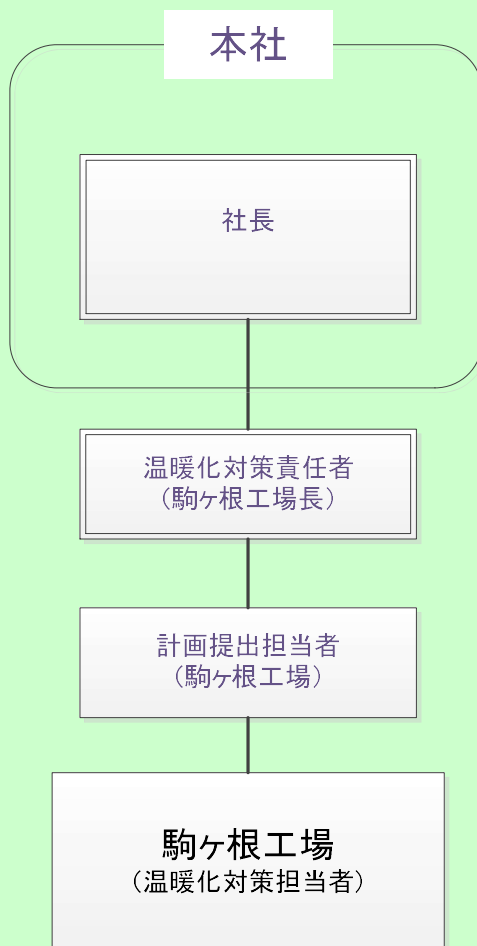 本社
社長
温暖化対策責任者
（駒ヶ根工場長）
計画提出担当者
（駒ヶ根工場）
駒ヶ根工場
（温暖化対策担当者）